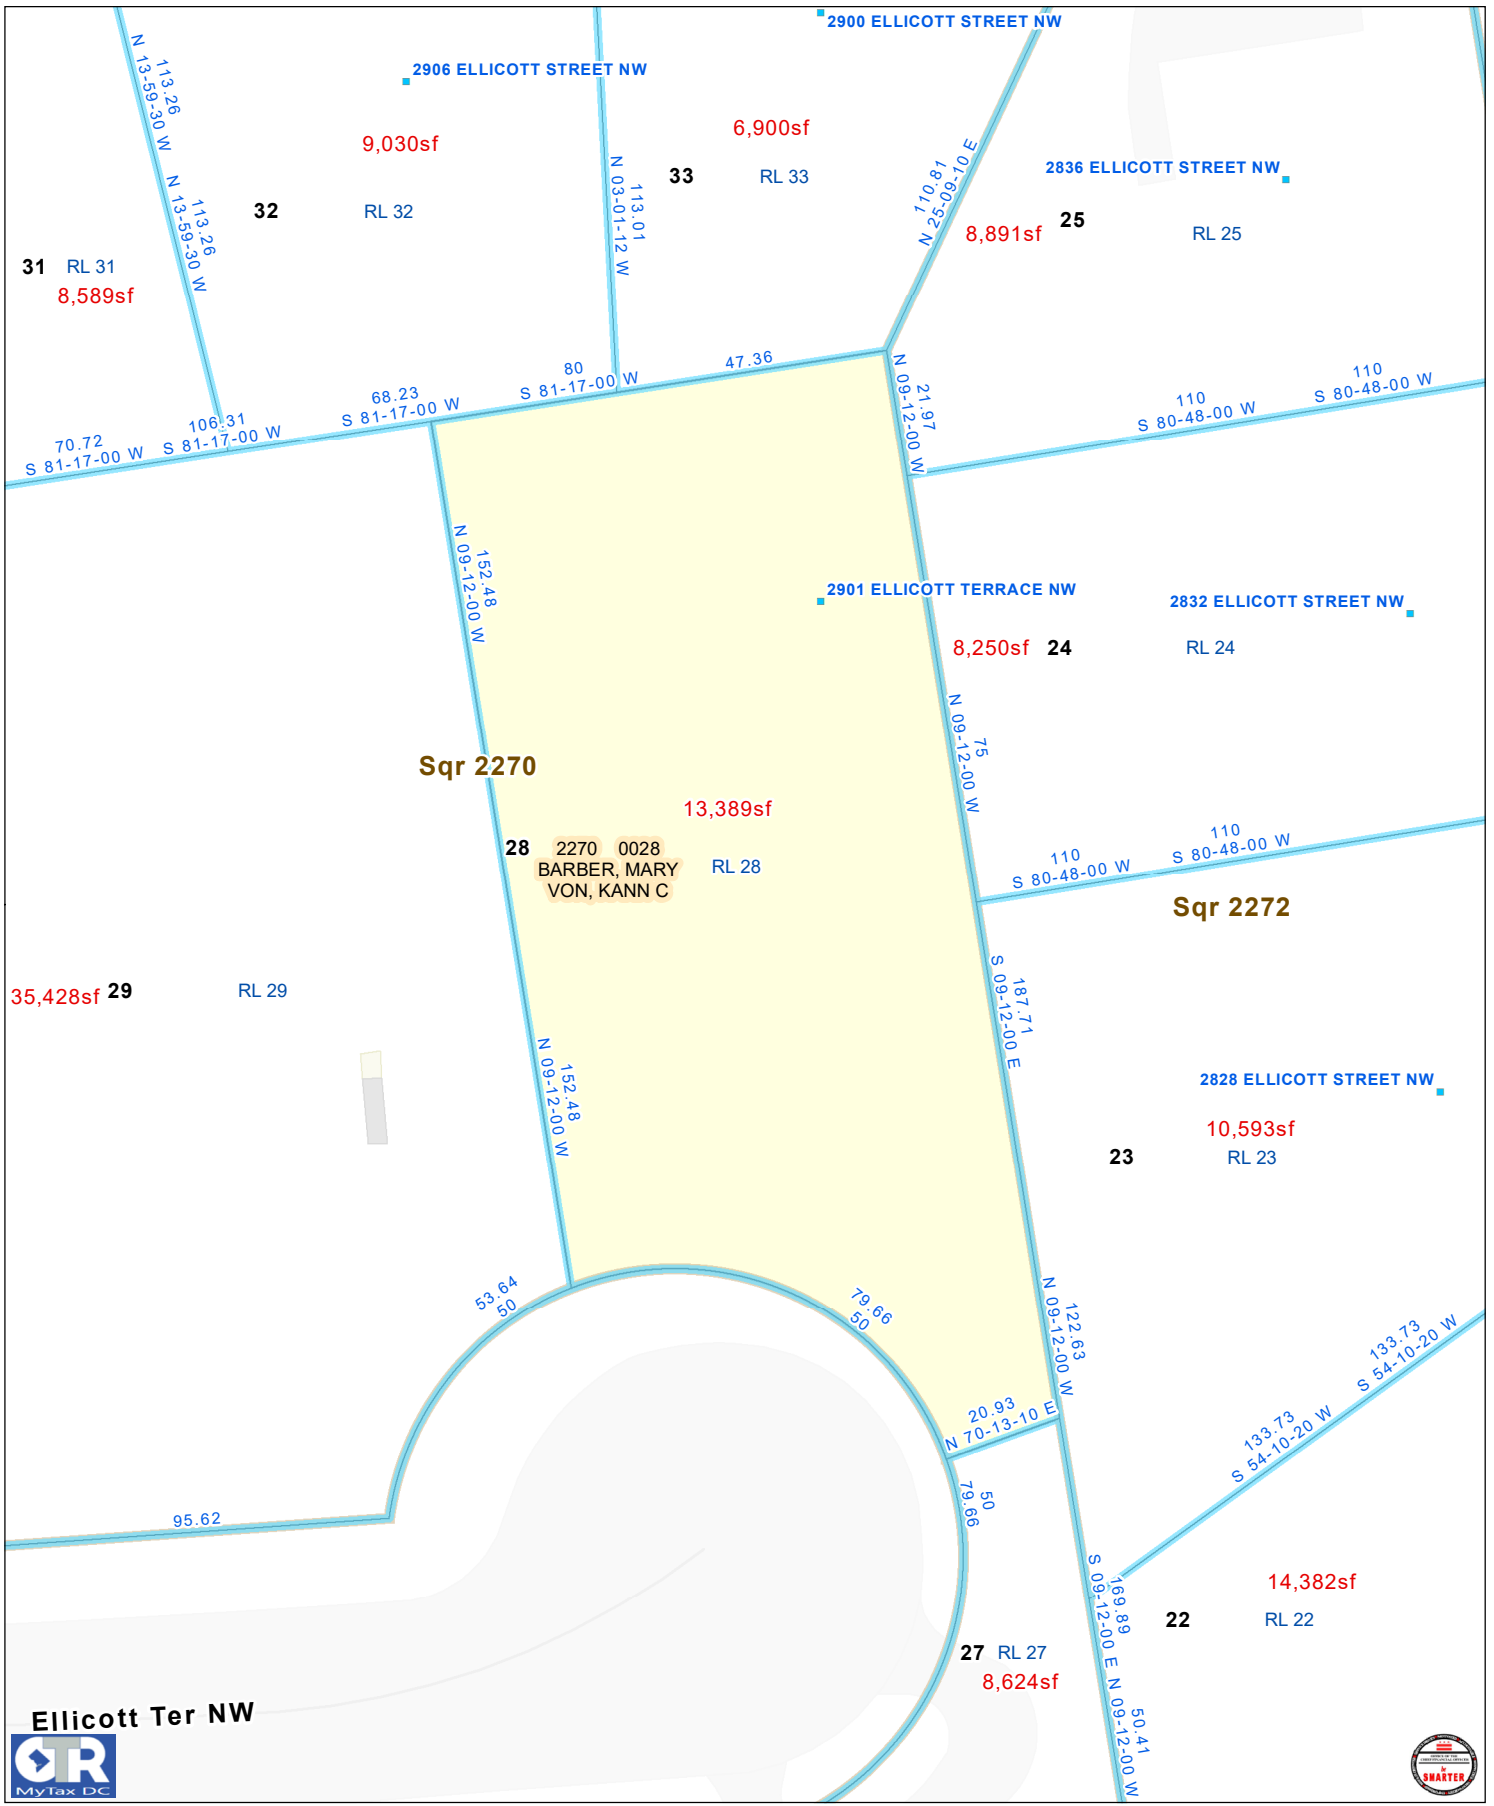 2900 ELLICOTT STREET NW
113.26
N 13-59-30 W
2906 ELLICOTT STREET NW
9,030sf
6,900sf
110.81
N 25-09-10 E
2836 ELLICOTT STREET NW
113.26
N 13-59-30 W
32
RL 32
113.01
N 03-01-12 W
33
RL 33
8,891sf
25
RL 25
31
RL 31
8,589sf
70.72
S 81-17-00 W
106.31
S 81-17-00 W
68.23
S 81-17-00 W
80
S 81-17-00 W
47.36
21.97
N 09-12-00 W
110
S 80-48-00 W
110
S 80-48-00 W
152.48
N 09-12-00 W
2901 ELLICOTT TERRACE NW
2832 ELLICOTT STREET NW
8,250sf
24
RL 24
75
N 09-12-00 W
Sqr 2270
13,389sf
28
2270 0028
BARBER, MARY
VON, KANN C
RL 28
110
S 80-48-00 W
110
S 80-48-00 W
Sqr 2272
35,428sf
29
RL 29
187.71
S 09-12-00 E
152.48
N 09-12-00 W
2828 ELLICOTT STREET NW
10,593sf
23
RL 23
53.64
50
79.66
50
122.63
N 09-12-00 W
133.73
S 54-10-20 W
20.93
N 70-13-10 E
133.73
S 54-10-20 W
50
79.66
95.62
169.89
S 09-12-00 E
14,382sf
22
RL 22
27
RL 27
8,624sf
50.41
N 09-12-00 W
Ellicott Ter NW
OTR
MyTax DC
SMARTER